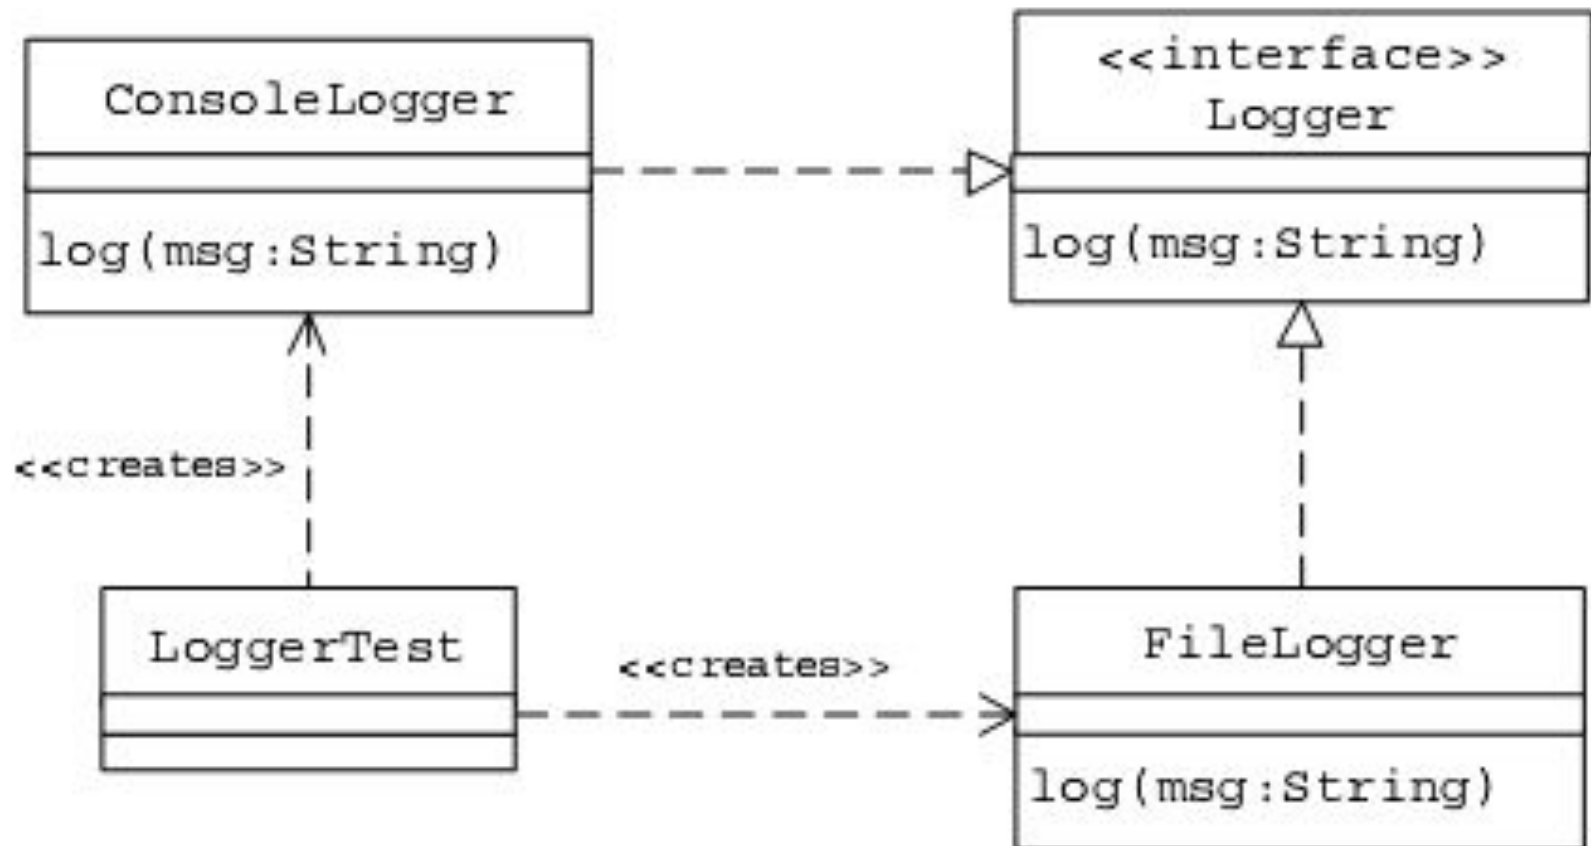 ConsoleLogger
log(msg:String)
<<interface>>
Logger
log(msg:String)
<<creates>>
LoggerTest
<<creates>>
FileLogger
log(msg:String)